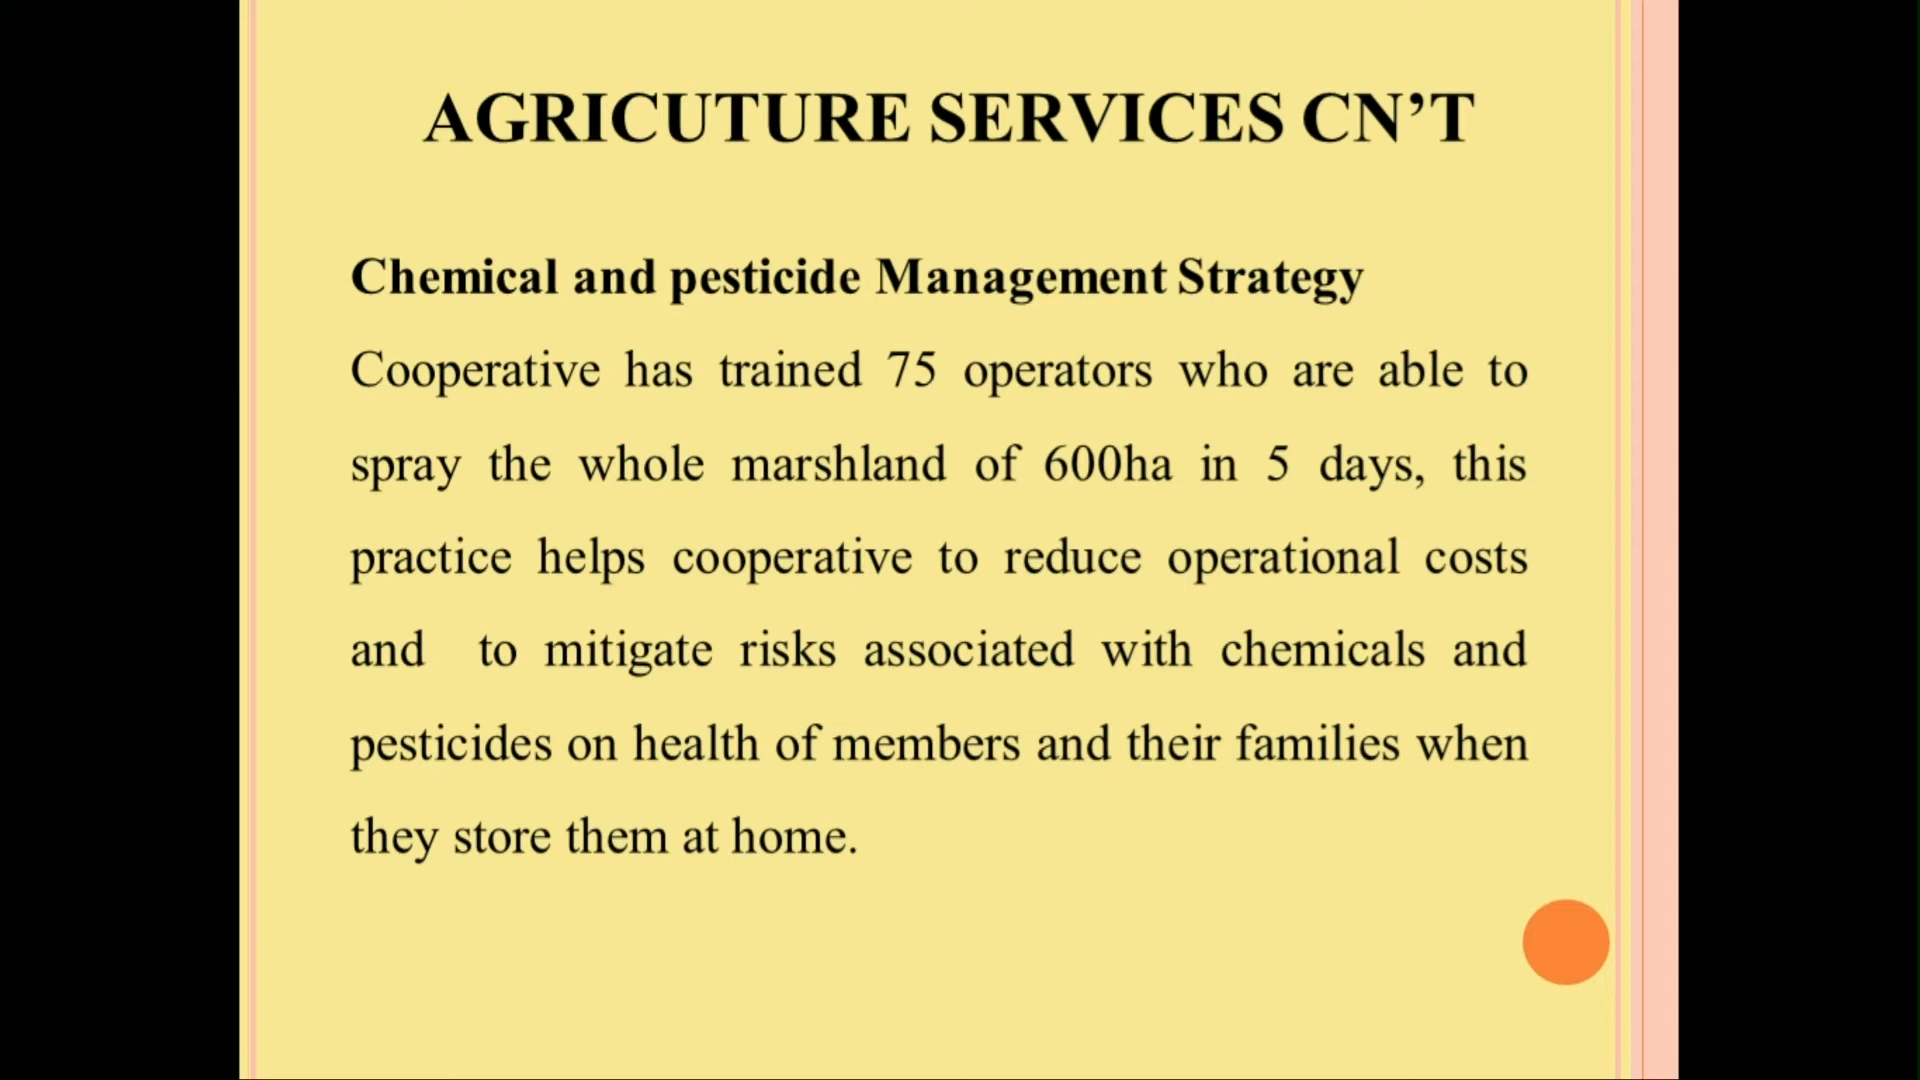 AGRICUTURE SERVICES CN’T
Chemical and pesticide Management Strategy
Cooperative has trained 75 operators who are able to
spray the whole marshland of 600ha in 5 days, this
practice helps cooperative to reduce operational costs
and to mitigate risks associated with chemicals and
pesticides on health of members and their families when
they store them at home.